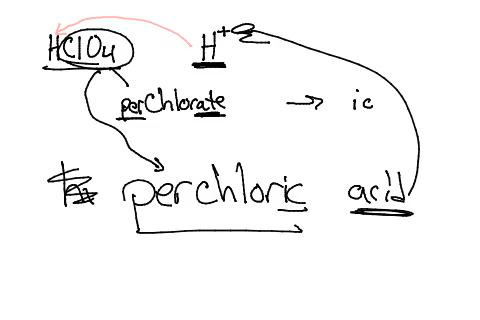 HClO4 H+
perchlorate → ic
perchloric acid